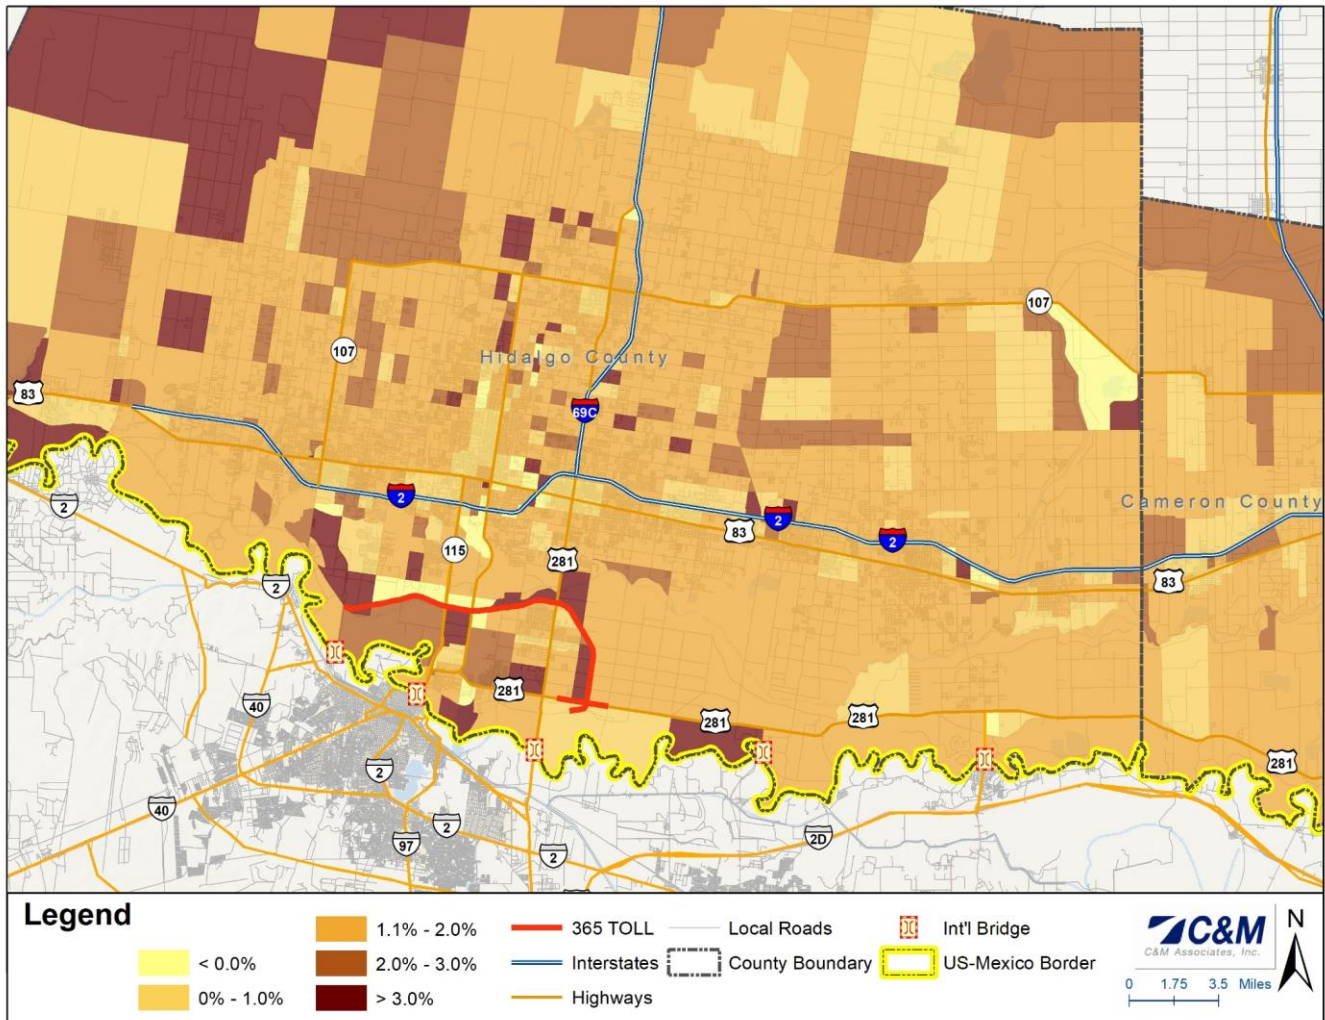 107
107
Hidalgo County
83
69C
2
Cameron County
2
2
83
2
115
281
83
2
281
281
281
40
281
2
40
2
2D
97
2
Legend
< 0.0%
0% - 1.0%
1.1% - 2.0%
2.0% - 3.0%
> 3.0%
365 TOLL
Interstates
Highways
Local Roads
County Boundary
Int'l Bridge
US-Mexico Border
C&M
C&M Associates, Inc.
N
0 1.75 3.5 Miles